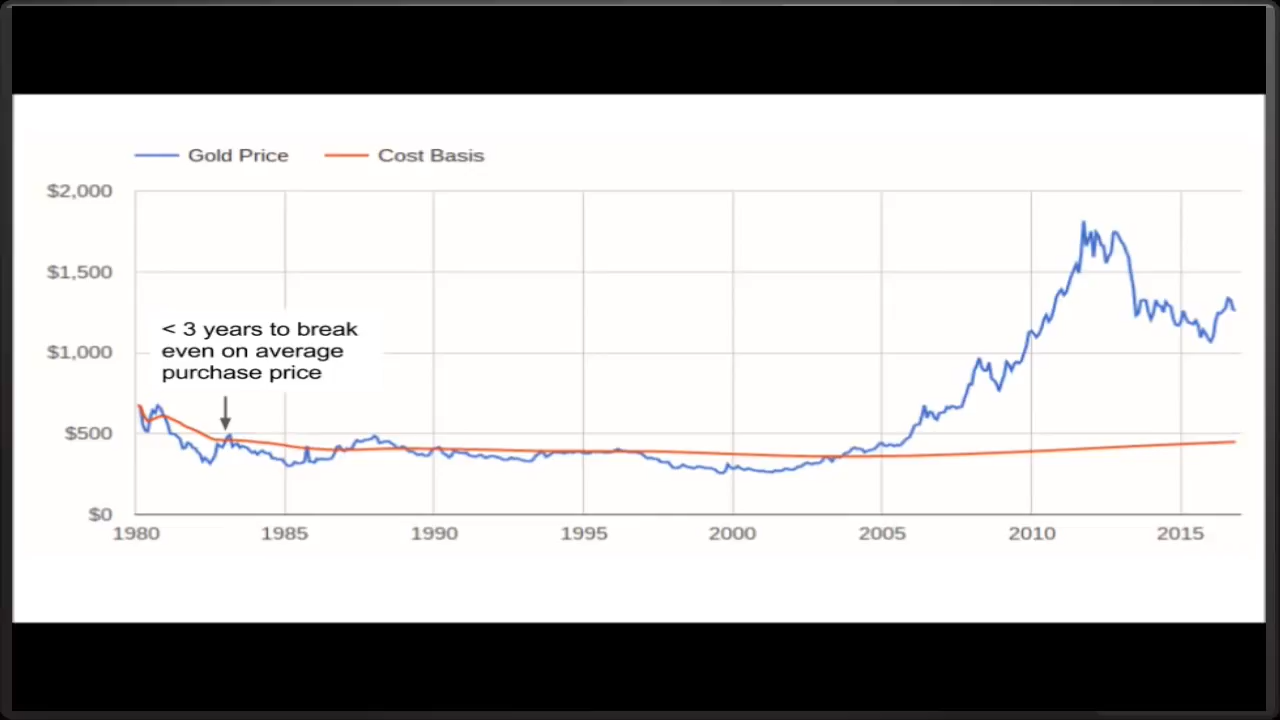 Gold Price Cost Basis
$2,000
$1,500
< 3 years to break
even on average
purchase price
$1,000
$500
$0
1980 1985 1990 1995 2000 2005 2010 2015